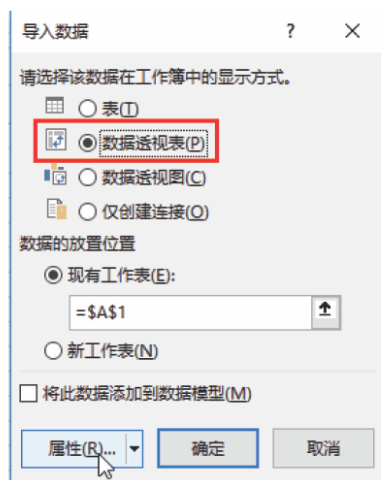 导入数据 ? ×
请选择该数据在工作簿中的显示方式。
表(T)
数据透视表(P)
数据透视图(C)
仅创建连接(O)
数据的放置位置
现有工作表(E):
=$A$1
新工作表(N)
将此数据添加到数据模型(M)
属性(R)... 确定 取消